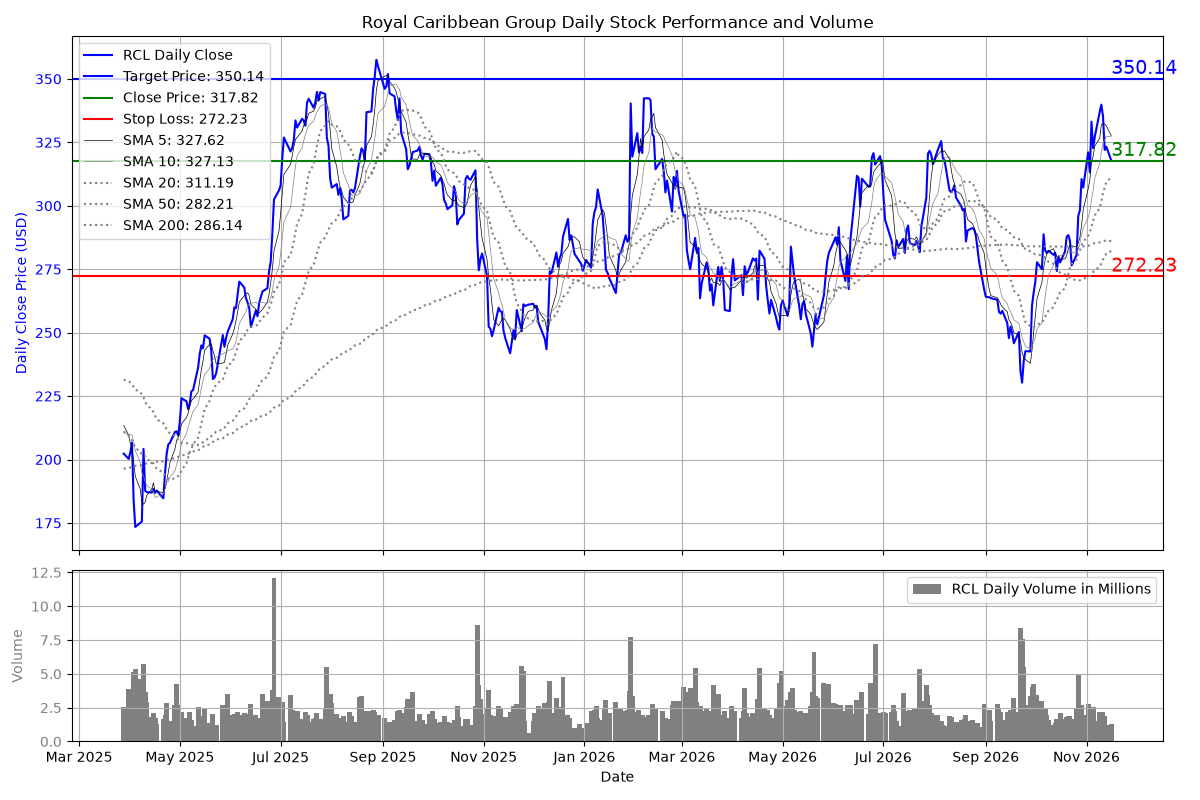 Royal Caribbean Group Daily Stock Performance and Volume
RCL Daily Close
Target Price: 350.14
Close Price: 317.82
Stop Loss: 272.23
SMA 5: 327.62
SMA 10: 327.13
SMA 20: 311.19
SMA 50: 282.21
SMA 200: 286.14
350.14
317.82
272.23
Daily Close Price (USD)
350
325
300
275
250
225
200
175
RCL Daily Volume in Millions
Volume
12.5
10.0
7.5
5.0
2.5
0.0
Mar 2025 May 2025 Jul 2025 Sep 2025 Nov 2025 Jan 2026 Mar 2026 May 2026 Jul 2026 Sep 2026 Nov 2026
Date